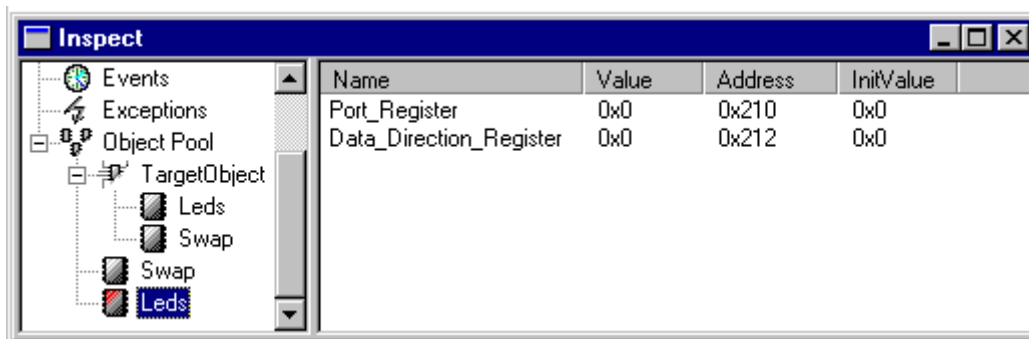 Inspect
Events
Exceptions
Object Pool
TargetObject
Leds
Swap
Swap
Leds
Name Value Address InitValue
Port_Register 0x0 0x210 0x0
Data_Direction_Register 0x0 0x212 0x0